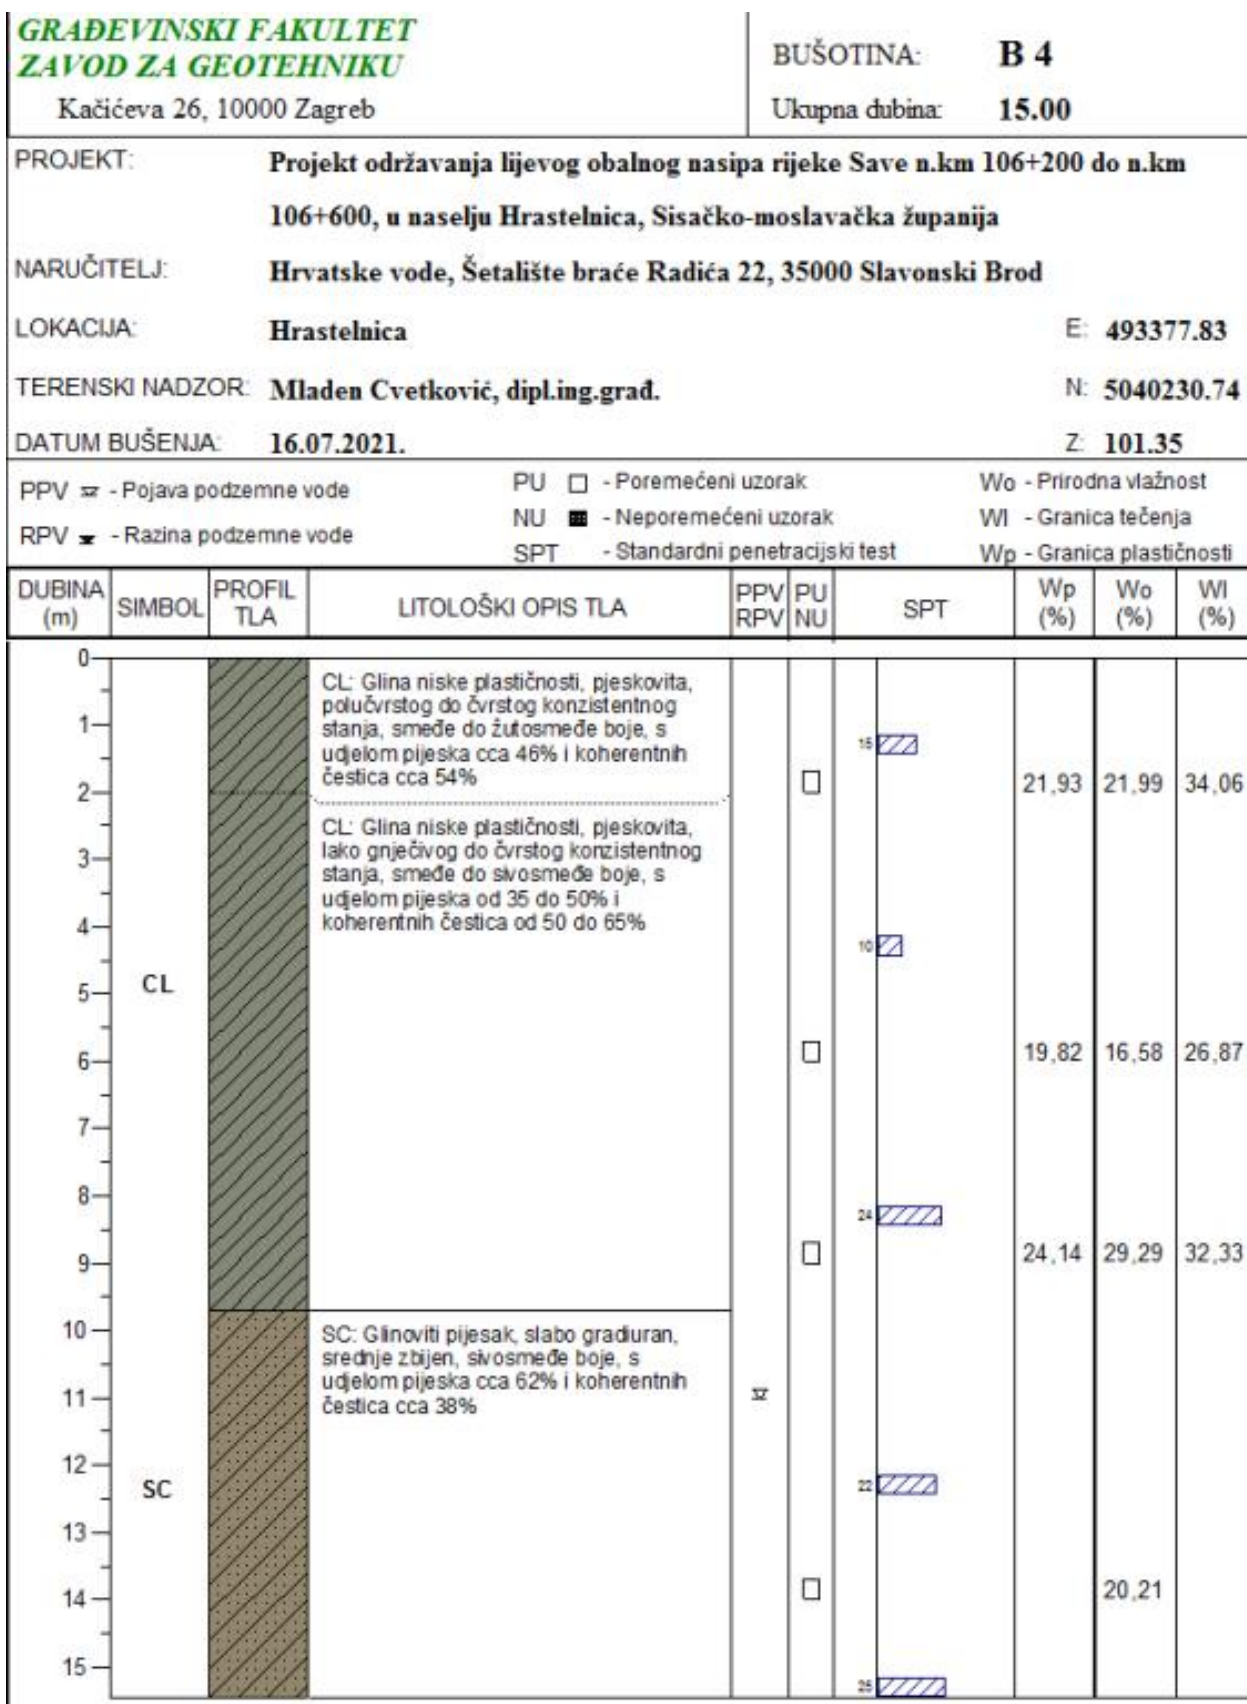 GRAĐEVINSKI FAKULTET
ZAVOD ZA GEOTEHNIKU
Kačićeva 26, 10000 Zagreb
BUŠOTINA: B 4
Ukupna dubina: 15.00
PROJEKT: Projekt održavanja lijevog obalnog nasipa rijeke Save n.km 106+200 do n.km
106+600, u naselju Hrastelnica, Sisačko-moslavačka županija
NARUČITELJ: Hrvatske vode, Šetalište braće Radića 22, 35000 Slavonski Brod
LOKACIJA: Hrastelnica E: 493377.83
TERENSKI NADZOR: Mladen Cvetković, dipl.ing.građ. N: 5040230.74
DATUM BUŠENJA: 16.07.2021. Z: 101.35
PPV - Pojava podzemne vode
RPV - Razina podzemne vode
PU - Poremećeni uzorak
NU - Neporemećeni uzorak
SPT - Standardni penetracijski test
Wo - Prirodna vlažnost
Wl - Granica tečenja
Wp - Granica plastičnosti
DUBINA (m)
SIMBOL
PROFIL TLA
LITOLOŠKI OPIS TLA
PPV RPV
PU NU
SPT
Wp (%)
Wo (%)
Wl (%)
0
CL: Glina niske plastičnosti, pjeskovita,
polučvrstog do čvrstog konzistentnog
1
stanja, smeđe do žutosmeđe boje, s
15
udjelom pijeska cca 46% i koherentnih
čestica cca 54%
2
21,93 21,99 34,06
CL: Glina niske plastičnosti, pjeskovita,
lako gnječivog do čvrstog konzistentnog
3
stanja, smeđe do sivosmeđe boje, s
udjelom pijeska od 35 do 50% i
koherentnih čestica od 50 do 65%
4
10
CL
5
6
19,82 16,58 26,87
7
8
24
9
24,14 29,29 32,33
10
SC: Glinoviti pijesak, slabo gradiuran,
srednje zbijen, sivosmeđe boje, s
udjelom pijeska cca 62% i koherentnih
11
čestica cca 38%
12
SC
22
13
14
20,21
15
25